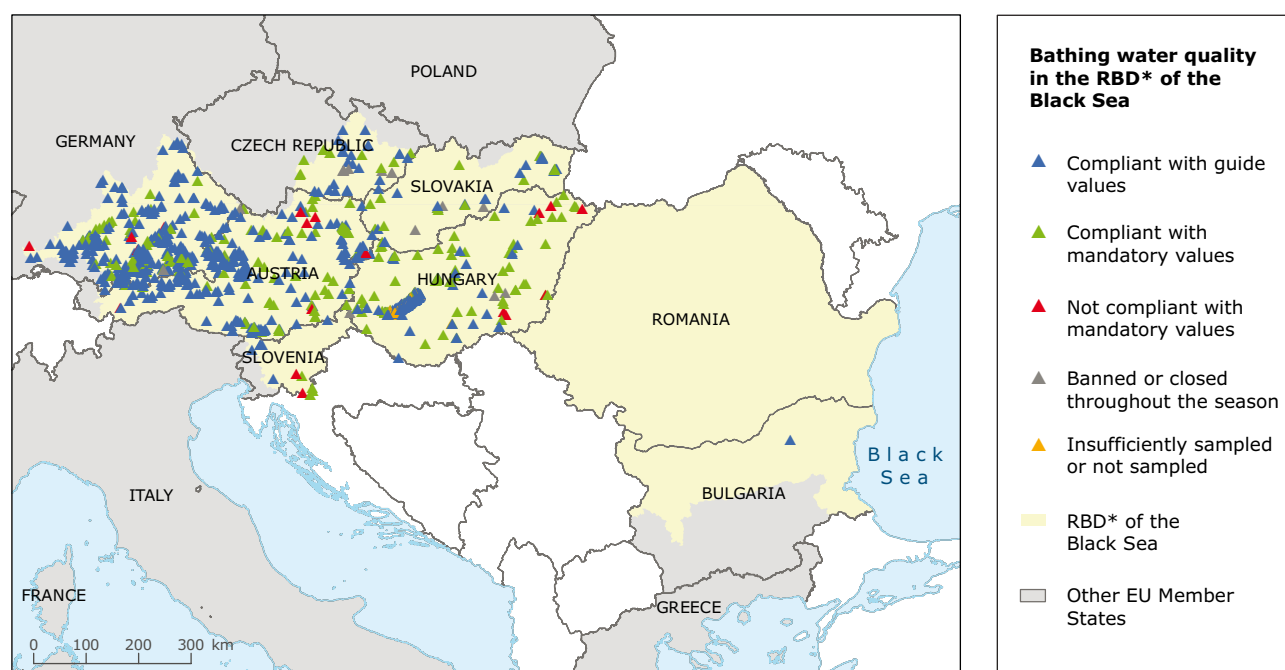 POLAND
GERMANY
CZECH REPUBLIC
SLOVAKIA
AUSTRIA
HUNGARY
ROMANIA
SLOVENIA
Black
Sea
ITALY
BULGARIA
FRANCE
GREECE
0 100 200 300 km
Bathing water quality
in the RBD* of the
Black Sea
Compliant with guide
values
Compliant with
mandatory values
Not compliant with
mandatory values
Banned or closed
throughout the season
Insufficiently sampled
or not sampled
RBD* of the
Black Sea
Other EU Member
States